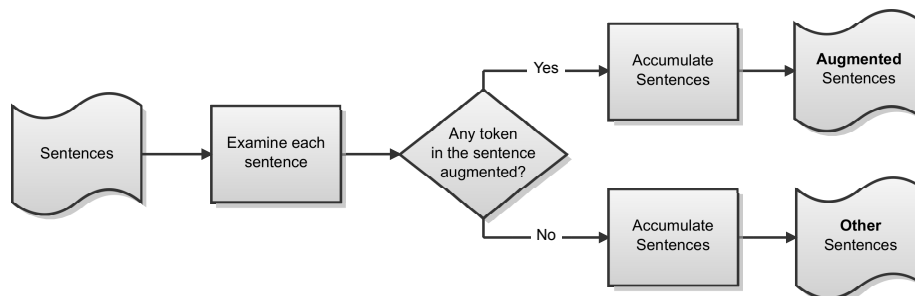 Sentences
Examine each
sentence
Any token
in the sentence
augmented?
Yes
Accumulate
Sentences
Augmented
Sentences
No
Accumulate
Sentences
Other
Sentences